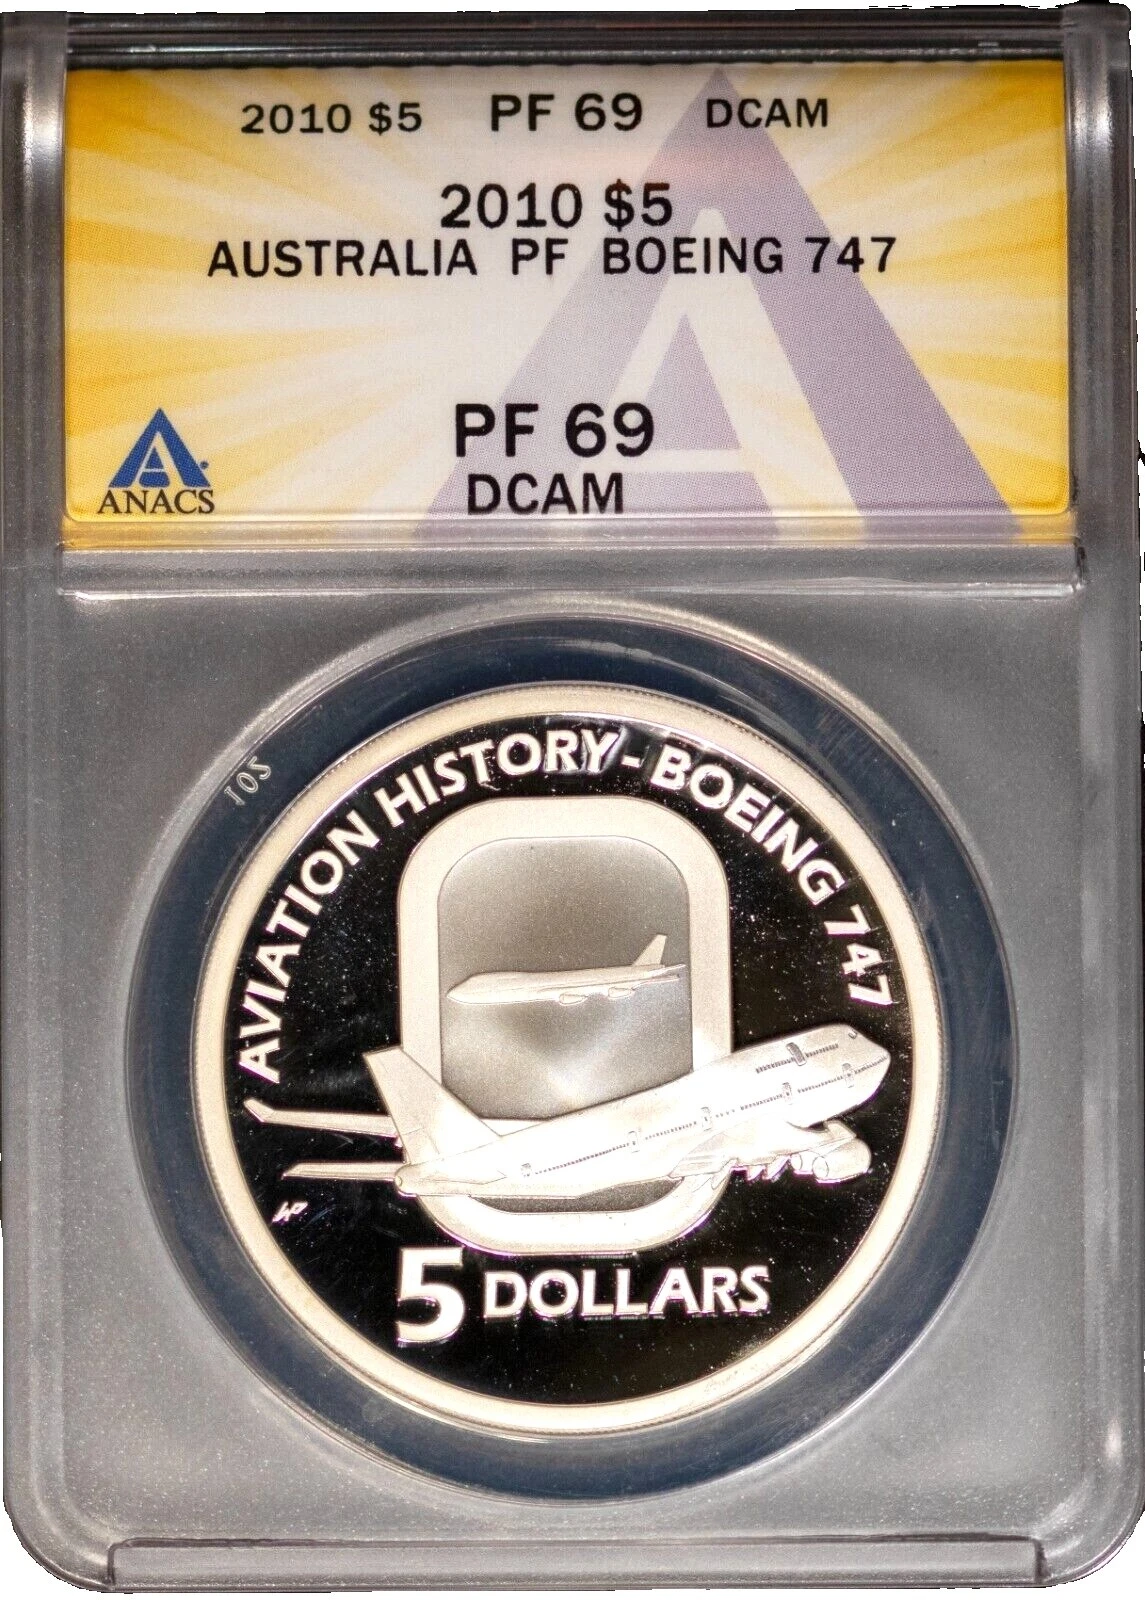 2010 $5 PF 69 DCAM
2010 $5
AUSTRALIA PF BOEING 747
PF 69
DCAM
ANACS
102
AVIATION HISTORY - BOEING 747
5 DOLLARS